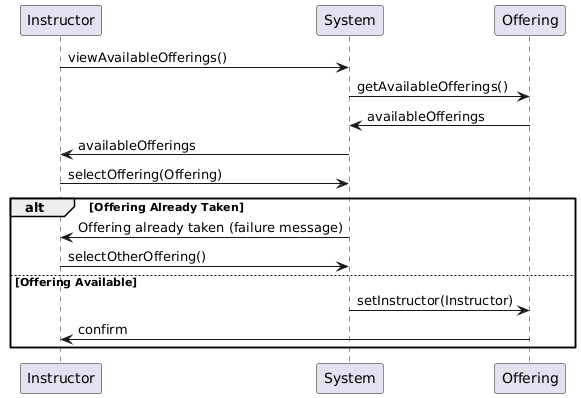 Instructor System Offering
viewAvailableOfferings()
getAvailableOfferings()
availableOfferings
availableOfferings
selectOffering(Offering)
alt [Offering Already Taken]
Offering already taken (failure message)
selectOtherOffering()
[Offering Available]
setInstructor(Instructor)
confirm
Instructor System Offering